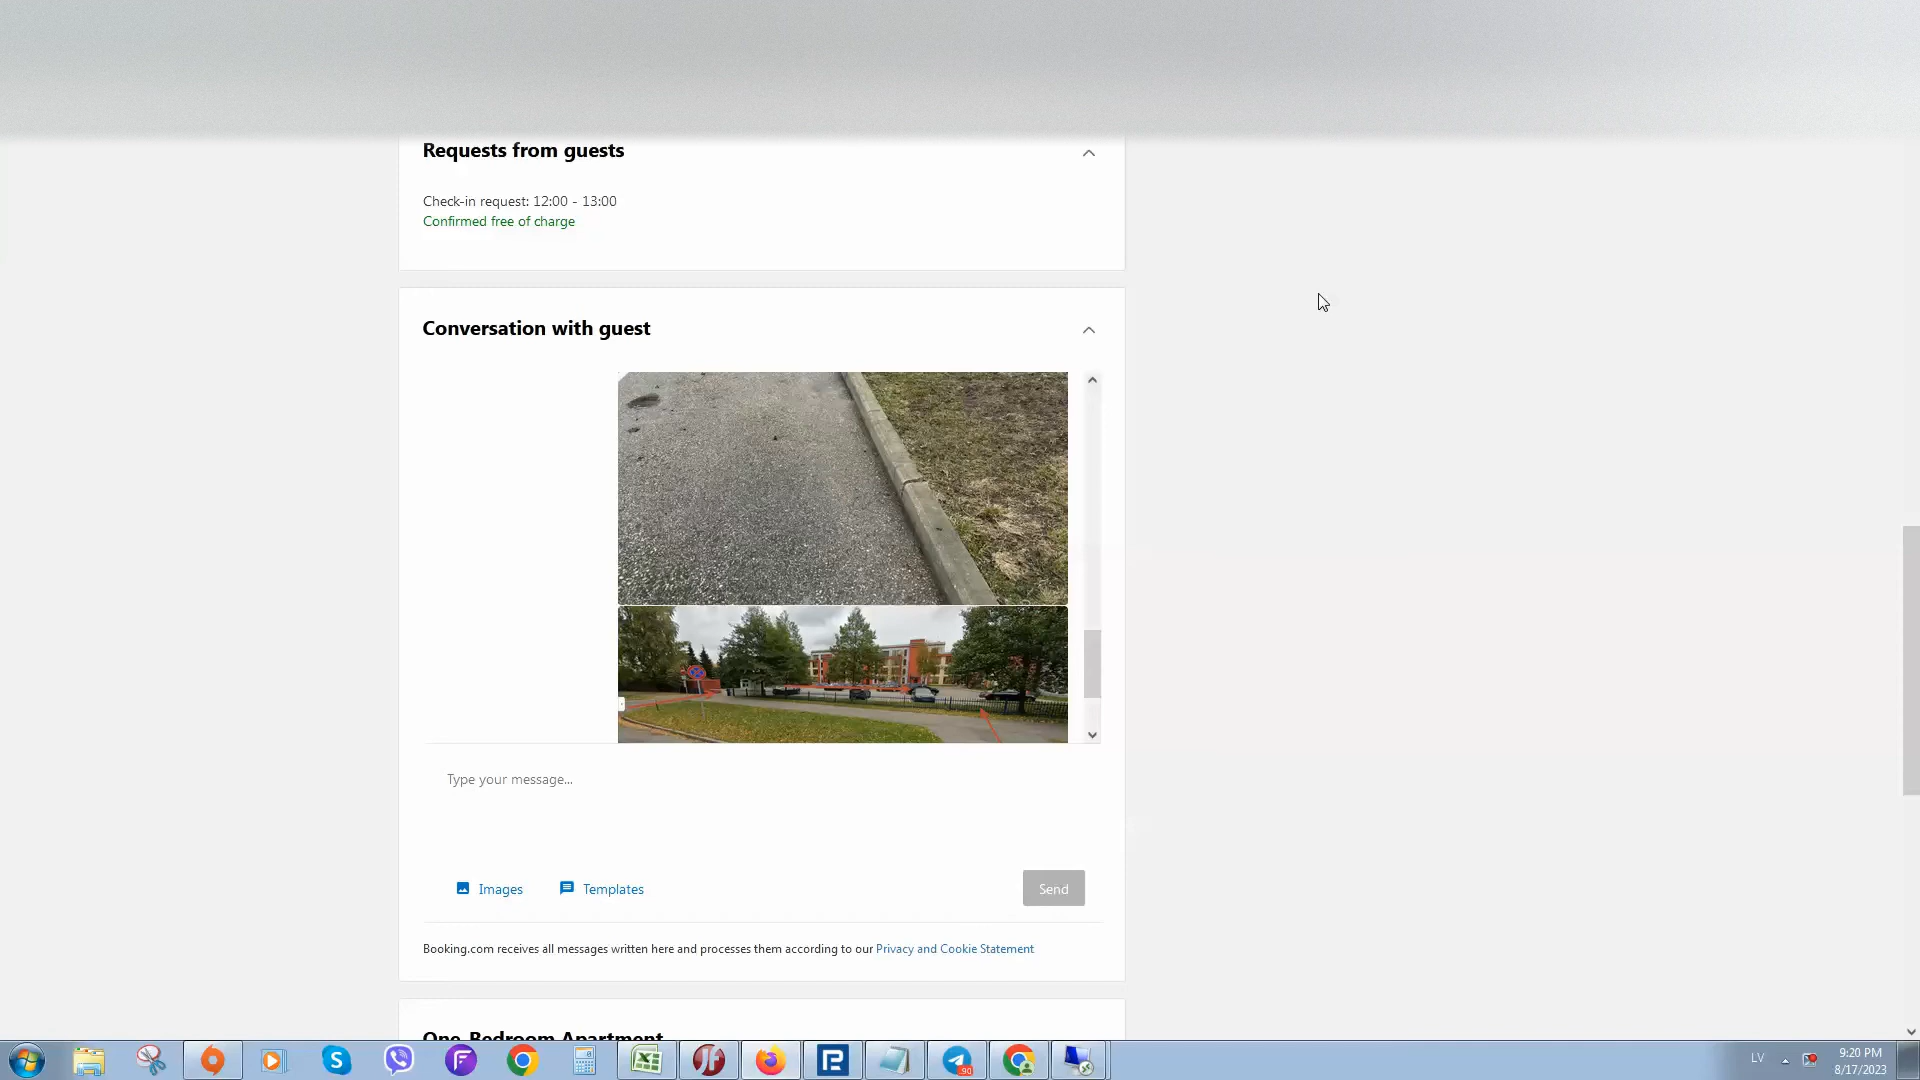 Requests from guests
Check-in request: 12:00 - 13:00
Confirmed free of charge
Conversation with guest
Type your message...
Images
Templates
Send
Booking.com receives all messages written here and processes them according to our Privacy and Cookie Statement
One-Bedroom Apartment
90
LV
9:20 PM
8/17/2023